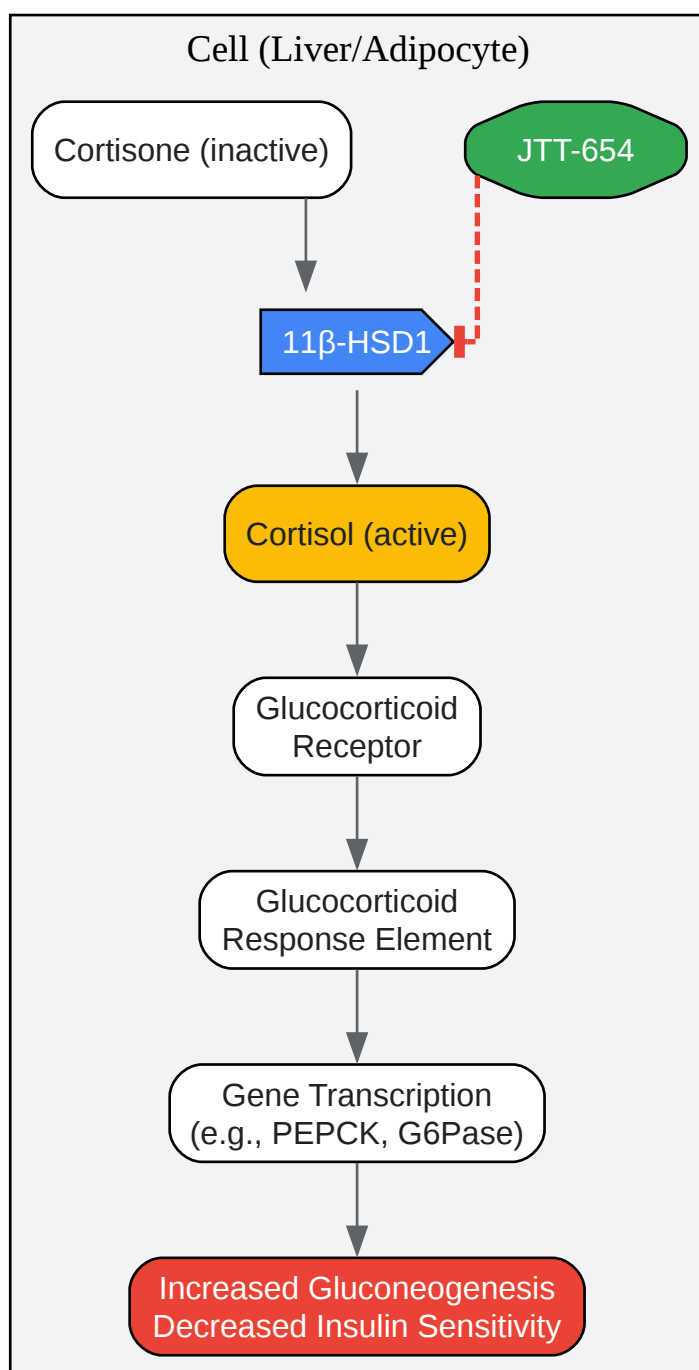 Cell (Liver/Adipocyte)
Cortisone (inactive)
JTT-654
11β-HSD1
Cortisol (active)
Glucocorticoid
Receptor
Glucocorticoid
Response Element
Gene Transcription
(e.g., PEPCK, G6Pase)
Increased Gluconeogenesis
Decreased Insulin Sensitivity